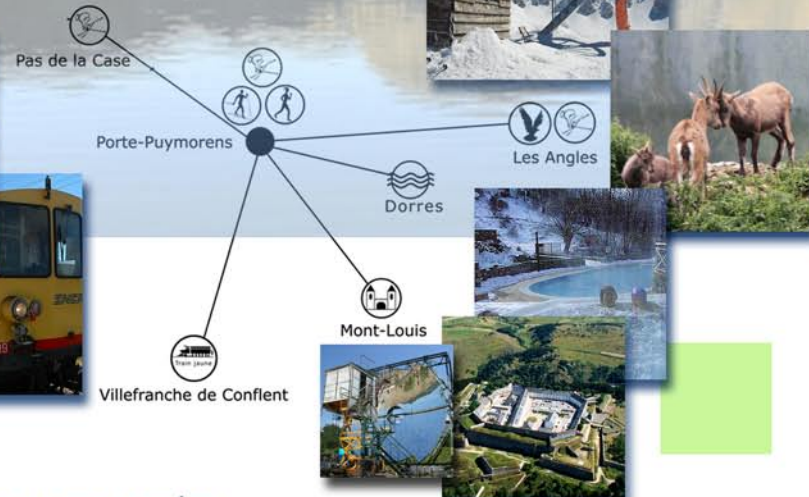 Pas de la Case
Porte-Puymorens
Les Angles
Dorres
Mont-Louis
Train jaune
Villefranche de Conflent